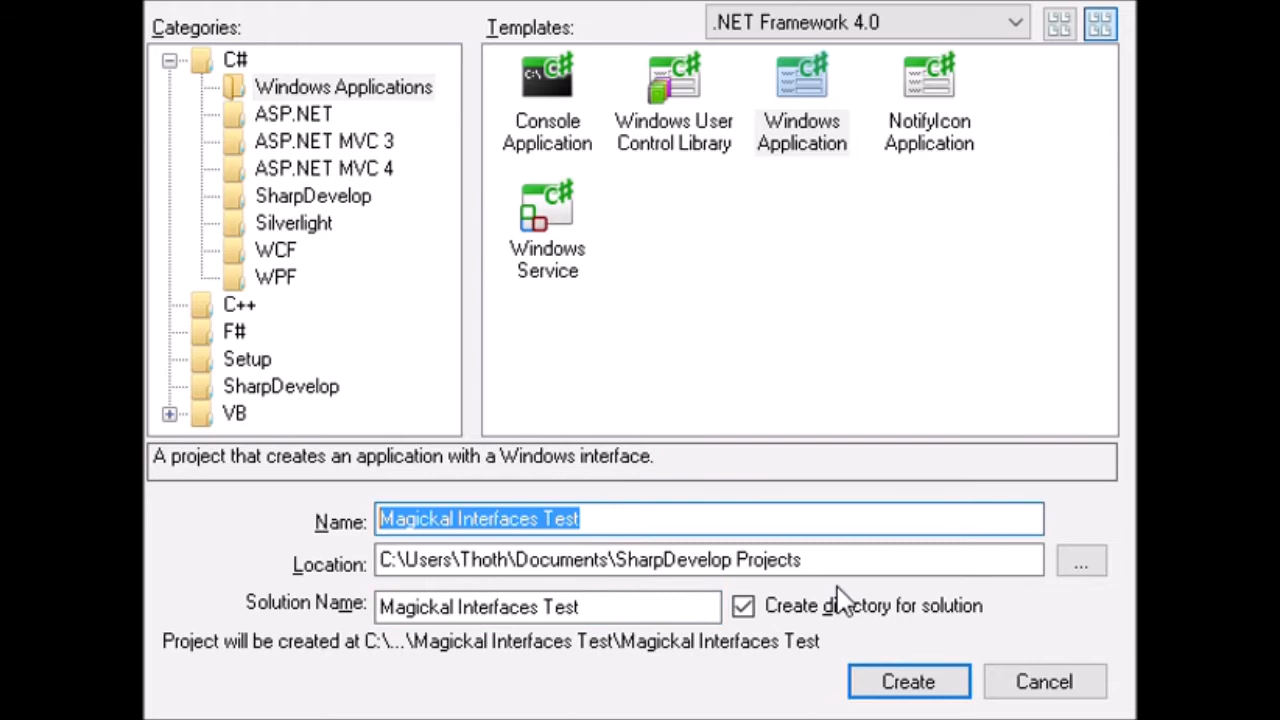 Categories:
Templates:
.NET Framework 4.0
C#
Windows Applications
ASP.NET
ASP.NET MVC 3
ASP.NET MVC 4
SharpDevelop
Silverlight
WCF
WPF
C++
F#
Setup
SharpDevelop
VB
C:\
C#
Console
Application
C#
Windows User
Control Library
C#
Windows
Application
C#
NotifyIcon
Application
C#
Windows
Service
A project that creates an application with a Windows interface.
Name: Magickal Interfaces Test
Location: C:\Users\Thoth\Documents\SharpDevelop Projects
...
Solution Name: Magickal Interfaces Test
Create directory for solution
Project will be created at C:\...\Magickal Interfaces Test\Magickal Interfaces Test
Create
Cancel